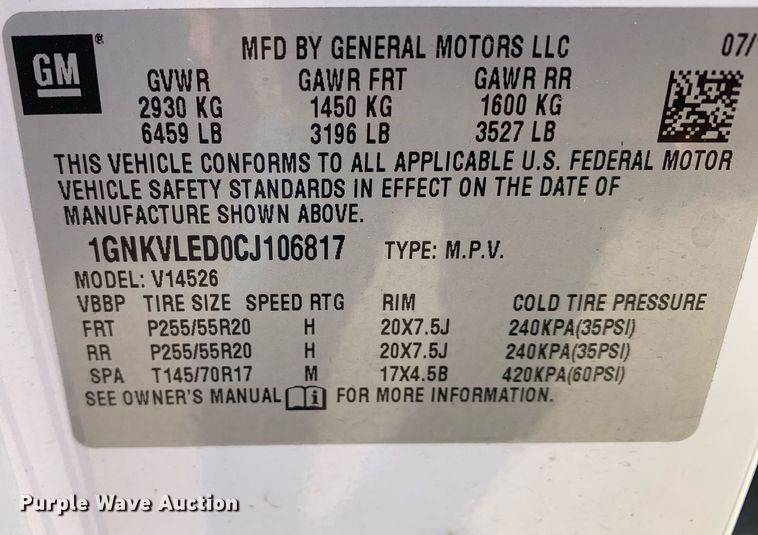 GM® MFD BY GENERAL MOTORS LLC 07/
GVWR GAWR FRT GAWR RR
2930 KG 1450 KG 1600 KG
6459 LB 3196 LB 3527 LB
THIS VEHICLE CONFORMS TO ALL APPLICABLE U.S. FEDERAL MOTOR
VEHICLE SAFETY STANDARDS IN EFFECT ON THE DATE OF
MANUFACTURE SHOWN ABOVE.
1GNKVLED0CJ106817 TYPE: M.P.V.
MODEL: V14526
VBBP TIRE SIZE SPEED RTG RIM COLD TIRE PRESSURE
FRT P255/55R20 H 20X7.5J 240KPA(35PSI)
RR P255/55R20 H 20X7.5J 240KPA(35PSI)
SPA T145/70R17 M 17X4.5B 420KPA(60PSI)
SEE OWNER'S MANUAL i FOR MORE INFORMATION.
Purple Wave Auction